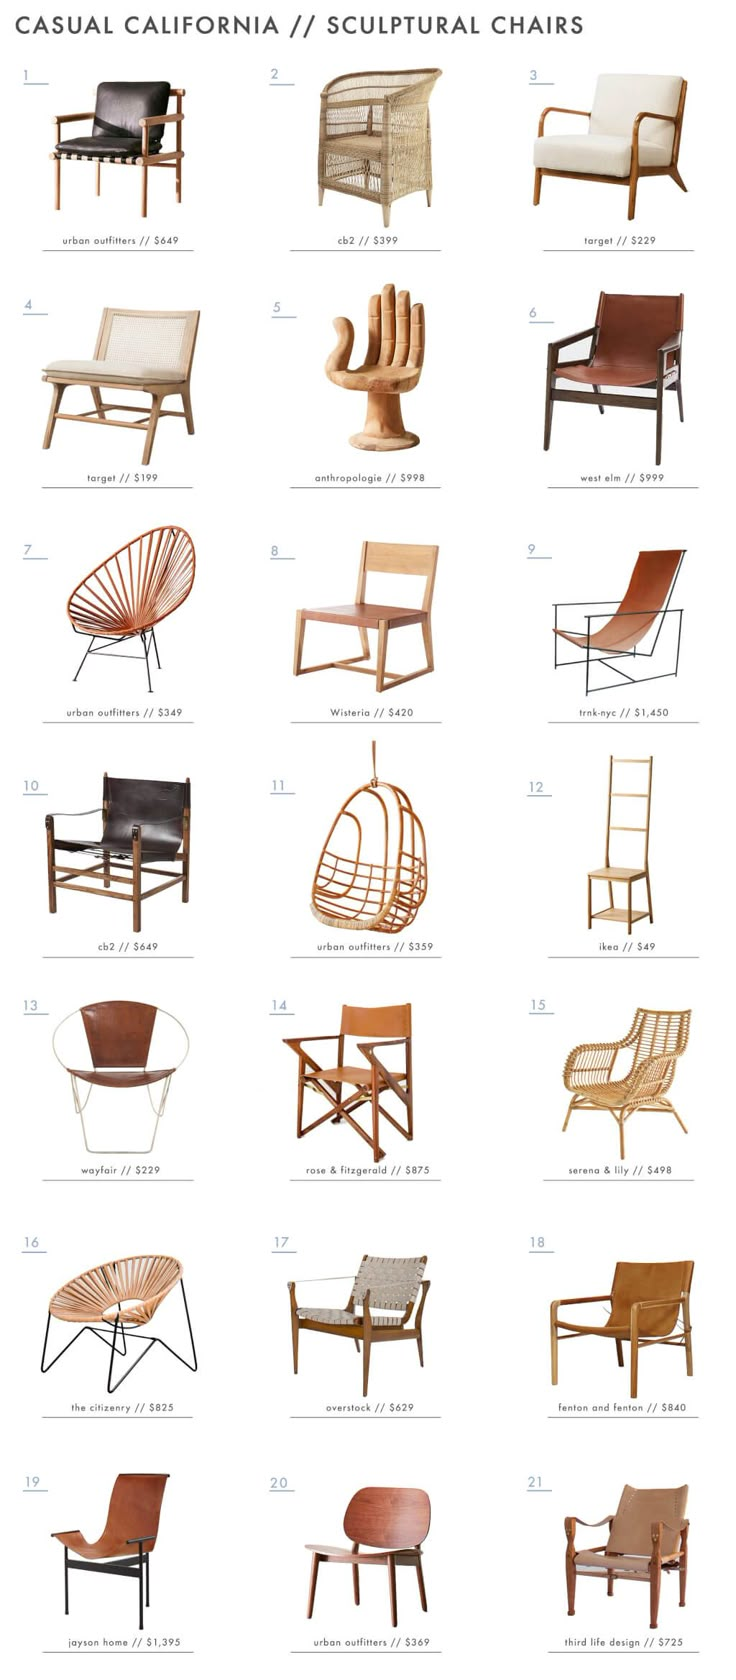 CASUAL CALIFORNIA // SCULPTURAL CHAIRS
1
2
3
urban outfitters // $649
cb2 // $399
target // $229
4
5
6
target // $199
anthropologie // $998
west elm // $999
7
8
9
urban outfitters // $349
Wisteria // $420
trnk-nyc // $1,450
10
11
12
cb2 // $649
urban outfitters // $359
ikea // $49
13
14
15
wayfair // $229
rose & fitzgerald // $875
serena & lily // $498
16
17
18
the citizenry // $825
overstock // $629
fenton and fenton // $840
19
20
21
jayson home // $1,395
urban outfitters // $369
third life design // $725